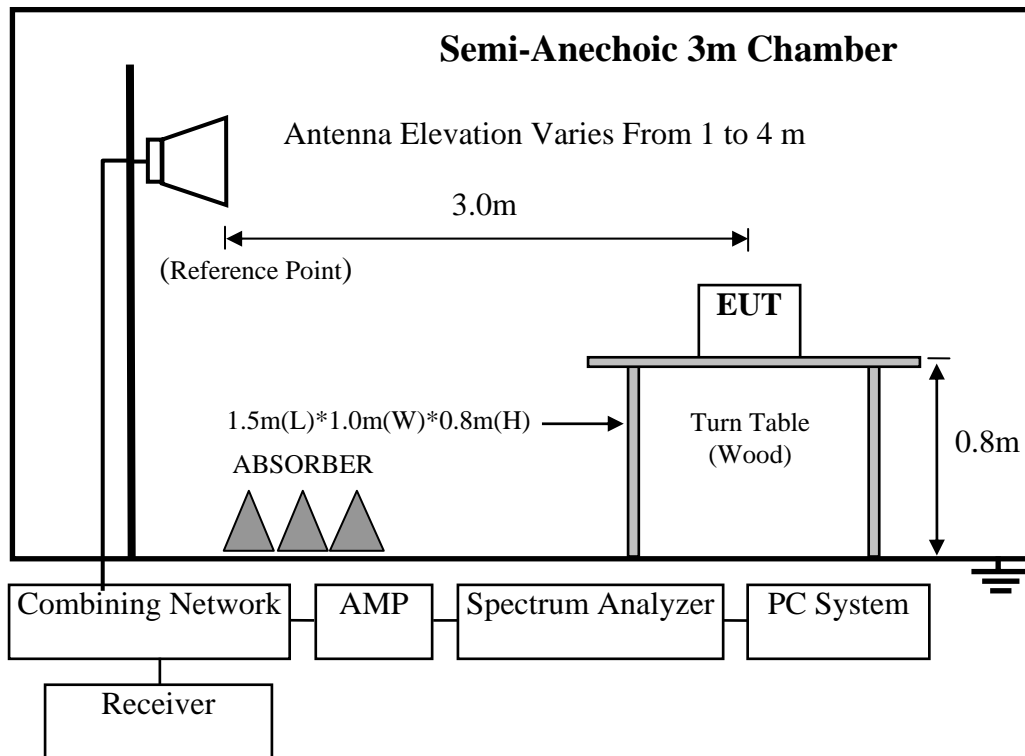 Semi-Anechoic 3m Chamber
Antenna Elevation Varies From 1 to 4 m
3.0m
(Reference Point)
EUT
1.5m(L)*1.0m(W)*0.8m(H)
Turn Table
(Wood)
0.8m
ABSORBER
Combining Network
AMP
Spectrum Analyzer
PC System
Receiver